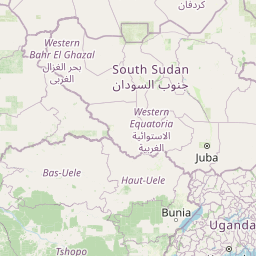 كردفان
Western
Bahr El Ghazal
بحر الغزال
الغربي
South Sudan
جنوب السودان
Western
Equatoria
الاستوائية
الغربية
Juba
Bas-Uele
Haut-Uele
Bunia
Uganda
Tshopo